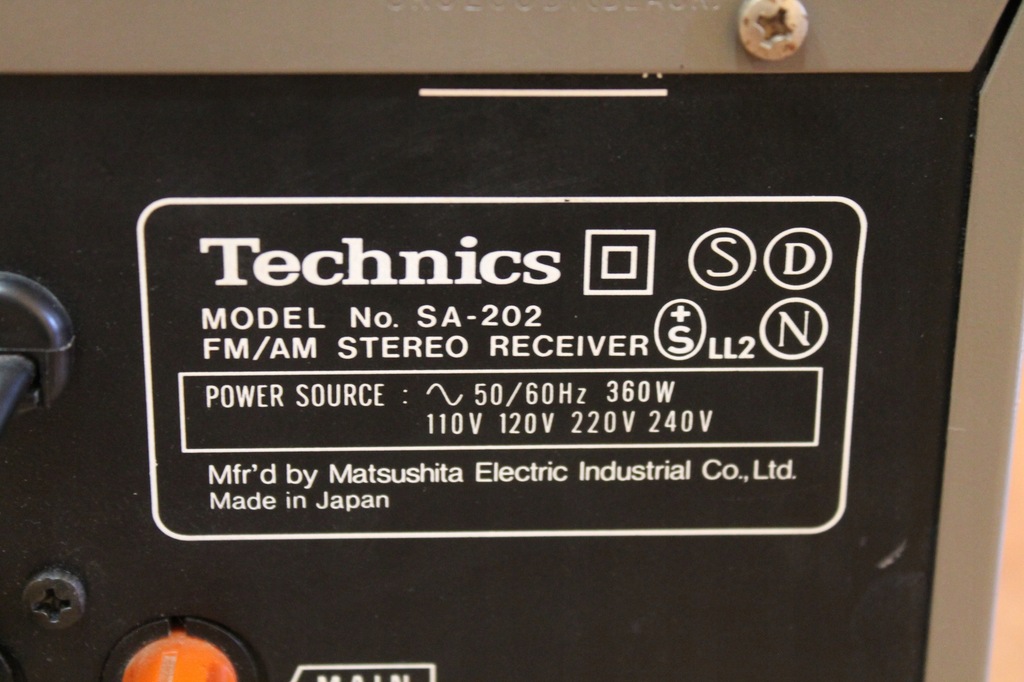 Technics S D
MODEL No. SA-202
FM/AM STEREO RECEIVER +S LL2 N
POWER SOURCE : ∿ 50/60Hz 360W
110V 120V 220V 240V
Mfr'd by Matsushita Electric Industrial Co., Ltd.
Made in Japan
MAIN